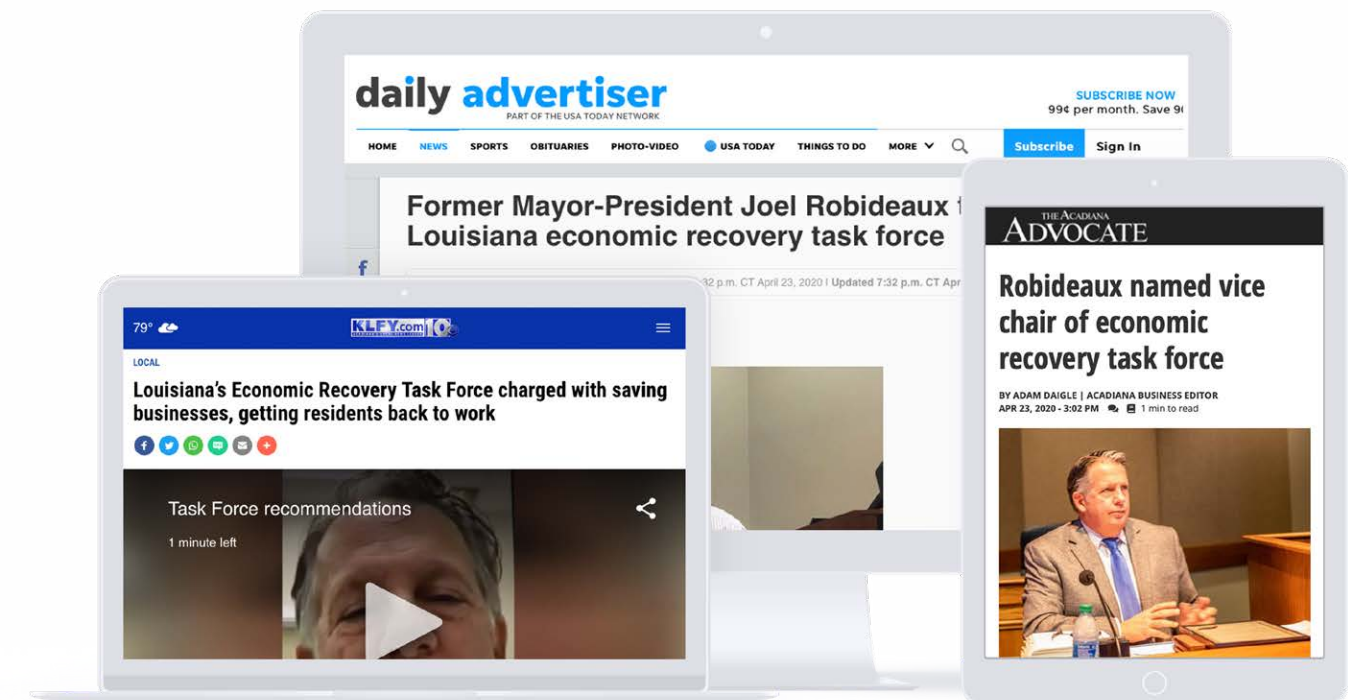 daily advertiser
PART OF THE USA TODAY NETWORK
SUBSCRIBE NOW
99¢ per month. Save
HOME NEWS SPORTS OBITUARIES PHOTO-VIDEO USA TODAY THINGS TO DO MORE Subscribe Sign In
Former Mayor-President Joel Robideaux
Louisiana economic recovery task force
f
p.m. CT April 23, 2020 | Updated 7:32 p.m. CT
79°
KLFY.com 10
LOCAL
Louisiana's Economic Recovery Task Force charged with saving
businesses, getting residents back to work
Task Force recommendations
1 minute left
THE ACADIANA
ADVOCATE
Robideaux named vice
chair of economic
recovery task force
BY ADAM DAIGLE | ACADIANA BUSINESS EDITOR
APR 23, 2020 - 3:02 PM 1 min to read